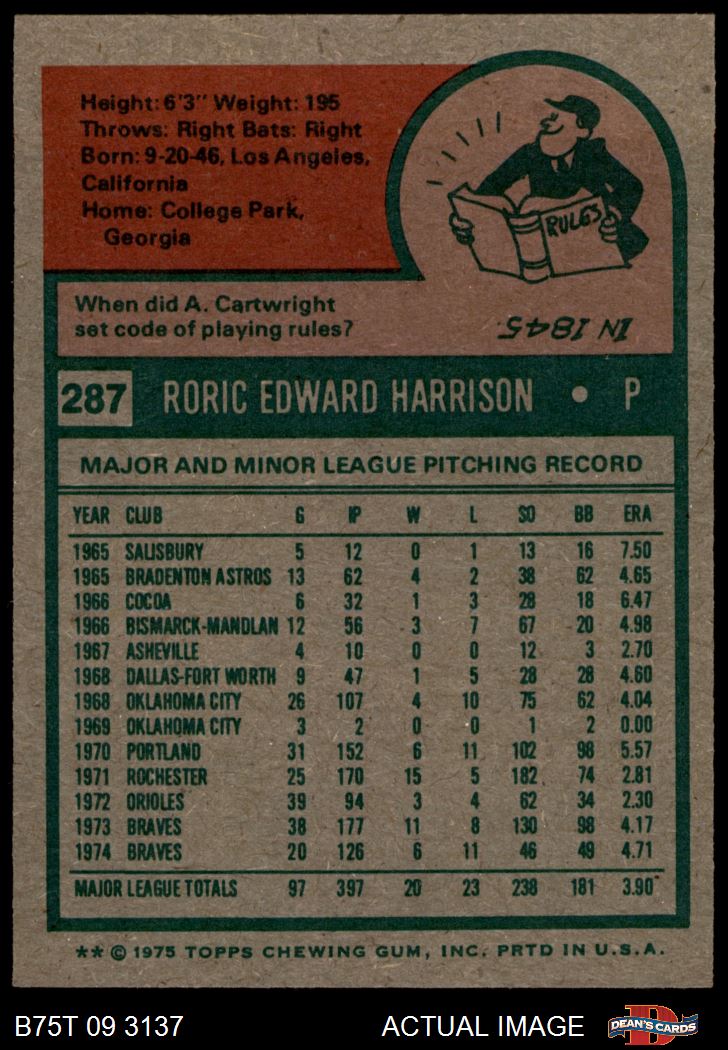 Height: 6'3" Weight: 195
Throws: Right Bats: Right
Born: 9-20-46, Los Angeles,
California
Home: College Park,
Georgia
RULES
When did A. Cartwright
set code of playing rules?
IN 1845.
287 RORIC EDWARD HARRISON • P
MAJOR AND MINOR LEAGUE PITCHING RECORD
YEAR CLUB G IP W L SO BB ERA
1965 SALISBURY 5 12 0 1 13 16 7.50
1965 BRADENTON ASTROS 13 62 4 2 38 62 4.65
1966 COCOA 6 32 1 3 28 18 6.47
1966 BISMARCK-MANDLAN 12 56 3 7 67 20 4.98
1967 ASHEVILLE 4 10 0 0 12 3 2.70
1968 DALLAS-FORT WORTH 9 47 1 5 28 28 4.60
1968 OKLAHOMA CITY 26 107 4 10 75 62 4.04
1969 OKLAHOMA CITY 3 2 0 0 1 2 0.00
1970 PORTLAND 31 152 6 11 102 98 5.57
1971 ROCHESTER 25 170 15 5 182 74 2.81
1972 ORIOLES 39 94 3 4 62 34 2.30
1973 BRAVES 38 177 11 8 130 98 4.17
1974 BRAVES 20 126 6 11 46 49 4.71
MAJOR LEAGUE TOTALS 97 397 20 23 238 181 3.90
** © 1975 TOPPS CHEWING GUM, INC. PRTD IN U.S.A.
B75T 09 3137 ACTUAL IMAGE D DEAN'S CARDS